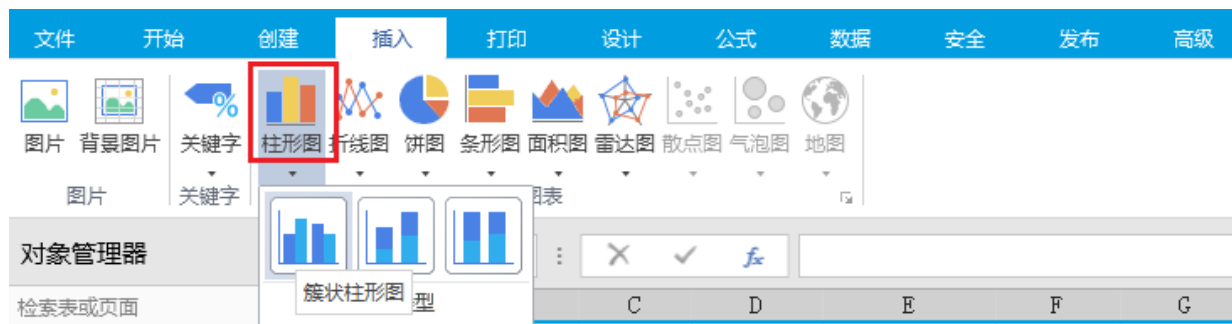 文件 开始 创建 插入 打印 设计 公式 数据 安全 发布 高级
图片 背景图片 关键字 柱形图 折线图 饼图 条形图 面积图 雷达图 散点图 气泡图 地图
图片 关键字 图表
对象管理器 fx
簇状柱形图 型
检索表或页面 C D E F G